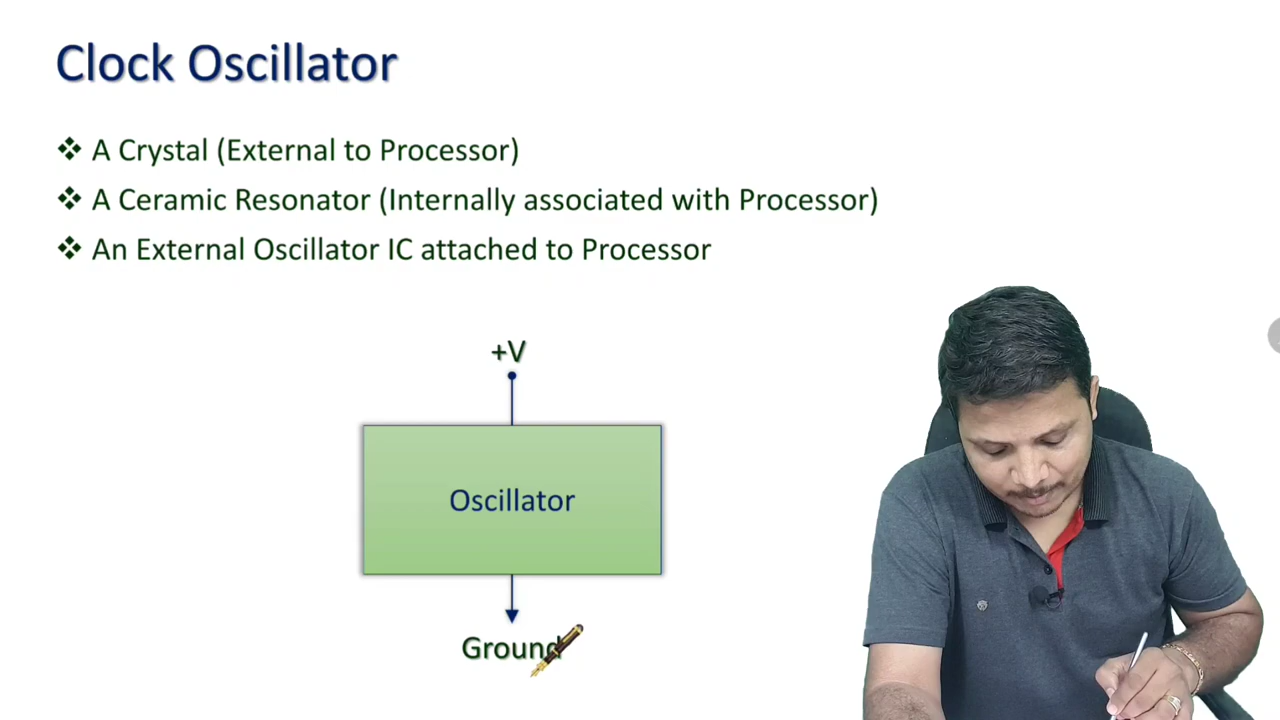 Clock Oscillator
❖ A Crystal (External to Processor)
❖ A Ceramic Resonator (Internally associated with Processor)
❖ An External Oscillator IC attached to Processor
+V
Oscillator
Ground